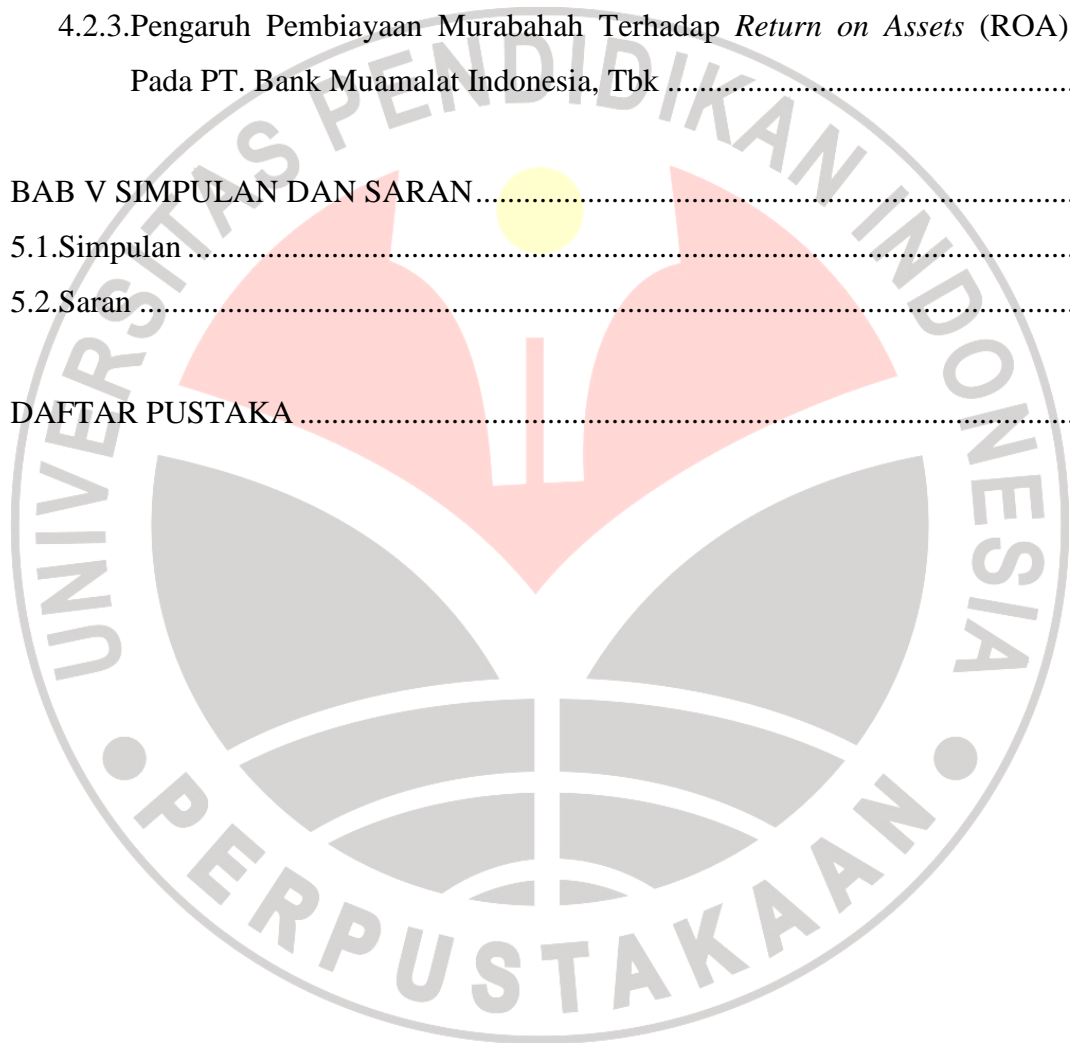 4.2.3.Pengaruh Pembiayaan Murabahah Terhadap Return on Assets (ROA)
Pada PT. Bank Muamalat Indonesia, Tbk ....................................................
BAB V SIMPULAN DAN SARAN...........................................................................
5.1.Simpulan ...............................................................................................................
5.2.Saran .....................................................................................................................
DAFTAR PUSTAKA .................................................................................................
UNIVERSITAS PENDIDIKAN INDONESIA
PERPUSTAKAAN